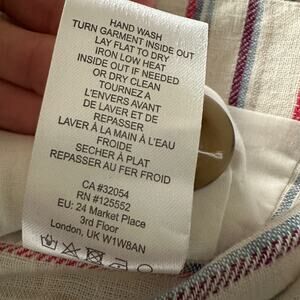 HAND WASH
TURN GARMENT INSIDE OUT
LAY FLAT TO DRY
IRON LOW HEAT
INSIDE OUT IF NEEDED
OR DRY CLEAN
TOURNEZ A
L'ENVERS AVANT
DE LAVER ET DE
REPASSER
LAVER À LA MAIN À L'EAU
FROIDE
SECHER À PLAT
REPASSER AU FER FROID
CA #32054
RN #125552
EU: 24 Market Place
3rd Floor
London, UK W1W8AN